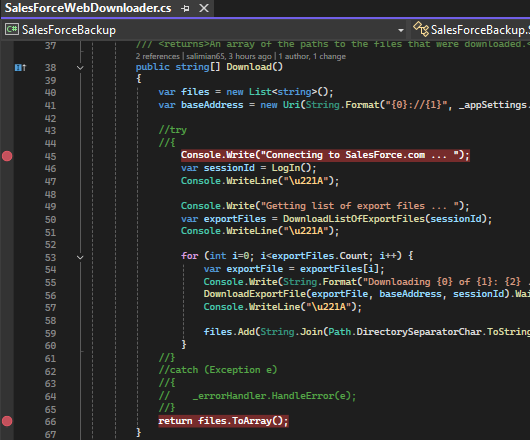 SalesForceWebDownloader.cs
SalesForceBackup SalesForceBackup.S
37 /// <returns>An array of the paths to the files that were downloaded.<
2 references | salimian65, 3 hours ago | 1 author, 1 change
38 public string[] Download()
39 {
40 var files = new List<string>();
41 var baseAddress = new Uri(String.Format("{0}://{1}", _appSettings.
42
43 //try
44 //{
45 Console.Write("Connecting to SalesForce.com ... ");
46 var sessionId = LogIn();
47 Console.WriteLine("\u221A");
48
49 Console.Write("Getting list of export files ... ");
50 var exportFiles = DownloadListOfExportFiles(sessionId);
51 Console.WriteLine("\u221A");
52
53 for (int i=0; i<exportFiles.Count; i++) {
54 var exportFile = exportFiles[i];
55 Console.Write(String.Format("Downloading {0} of {1}: {2} .
56 DownloadExportFile(exportFile, baseAddress, sessionId).Wai
57 Console.WriteLine("\u221A");
58
59 files.Add(String.Join(Path.DirectorySeparatorChar.ToString
60 }
61 //}
62 //catch (Exception e)
63 //{
64 // _errorHandler.HandleError(e);
65 //}
66 return files.ToArray();
67 }